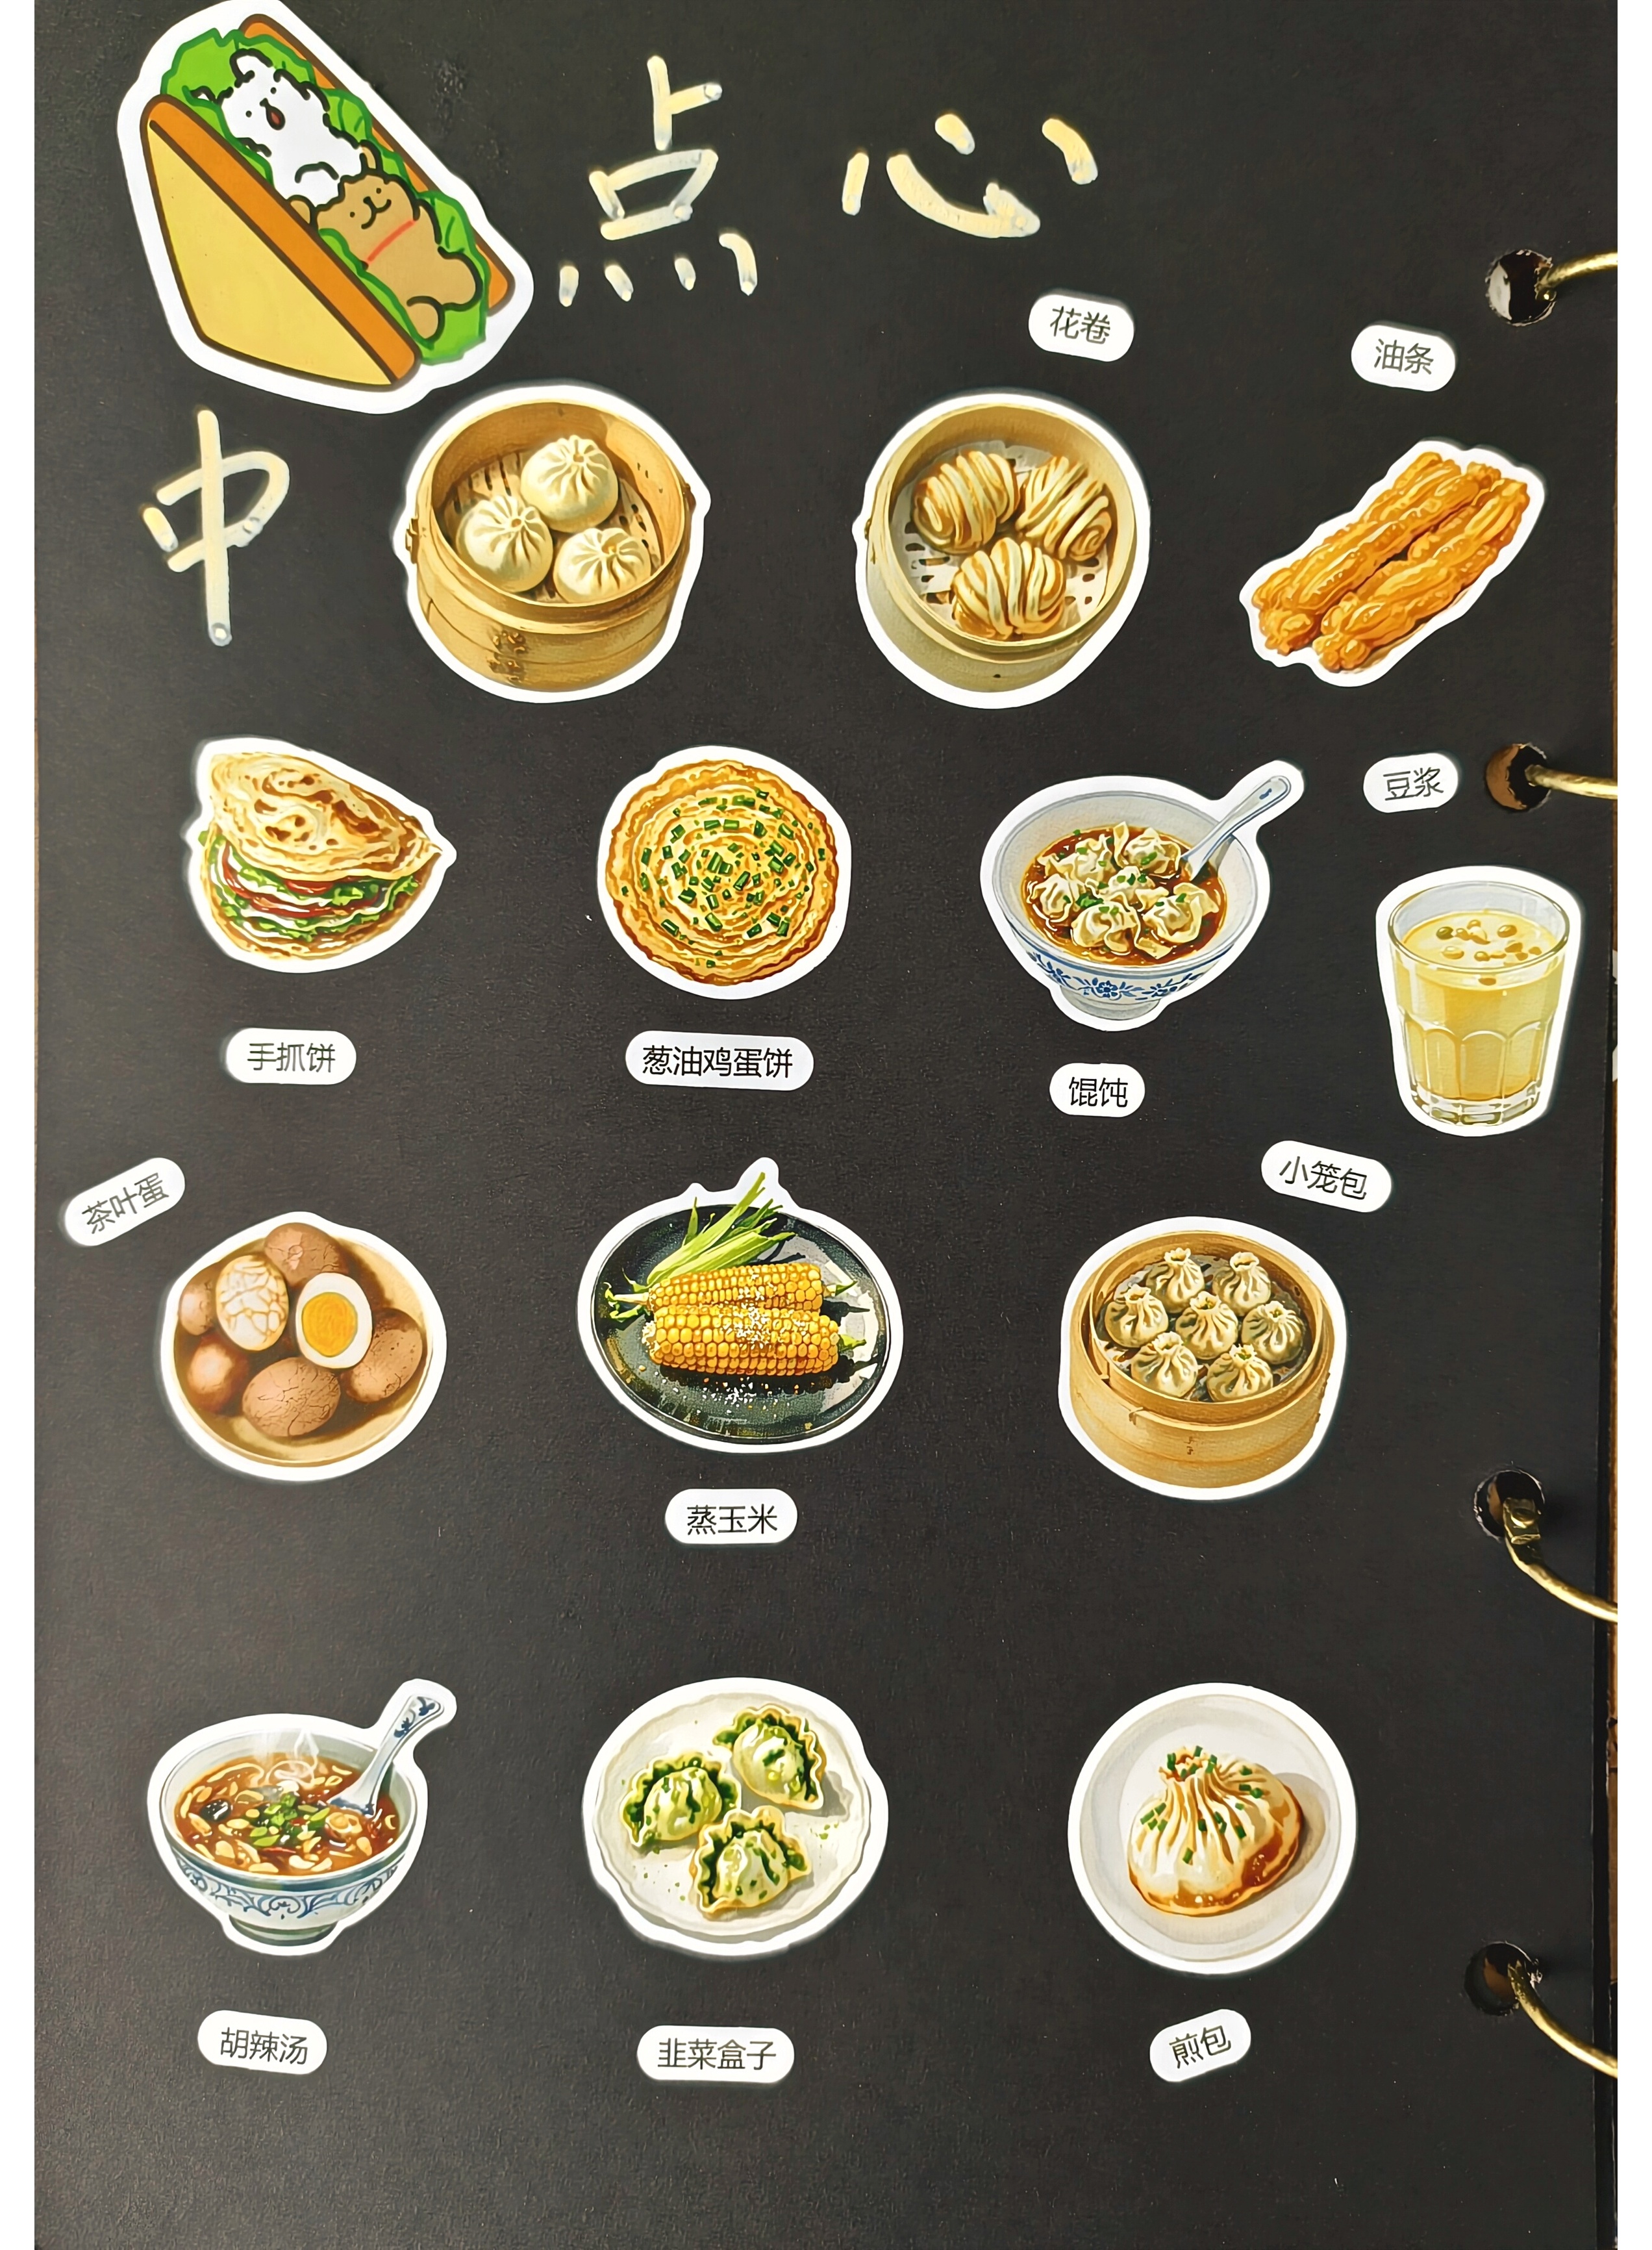 点心
花卷
油条
中
豆浆
手抓饼
葱油鸡蛋饼
馄饨
茶叶蛋
小笼包
蒸玉米
胡辣汤
韭菜盒子
煎包